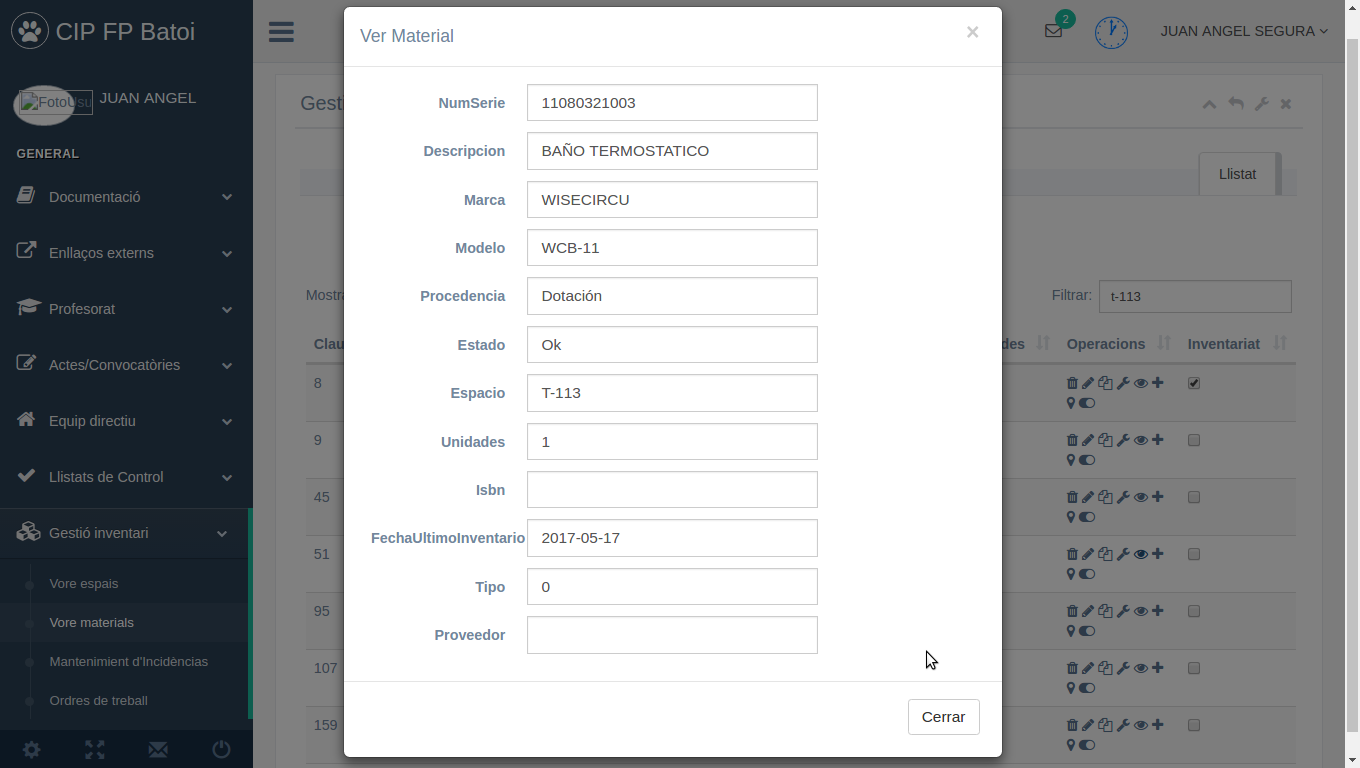 CIP FP Batoi
FotoUsu
JUAN ANGEL
GENERAL
Documentació
Enllaços externs
Profesorat
Actes/Convocatòries
Equip directiu
Llistats de Control
Gestió inventari
Vore espais
Vore materials
Mantenimient d'Incidències
Ordres de treball
2
JUAN ANGEL SEGURA
Gesti
Llistat
Mostra
Filtrar: t-113
Clau
des
Operacions
Inventariat
8
9
45
51
95
107
159
Ver Material
×
NumSerie 11080321003
Descripcion BAÑO TERMOSTATICO
Marca WISECIRCU
Modelo WCB-11
Procedencia Dotación
Estado Ok
Espacio T-113
Unidades 1
Isbn
FechaUltimoInventario 2017-05-17
Tipo 0
Proveedor
Cerrar